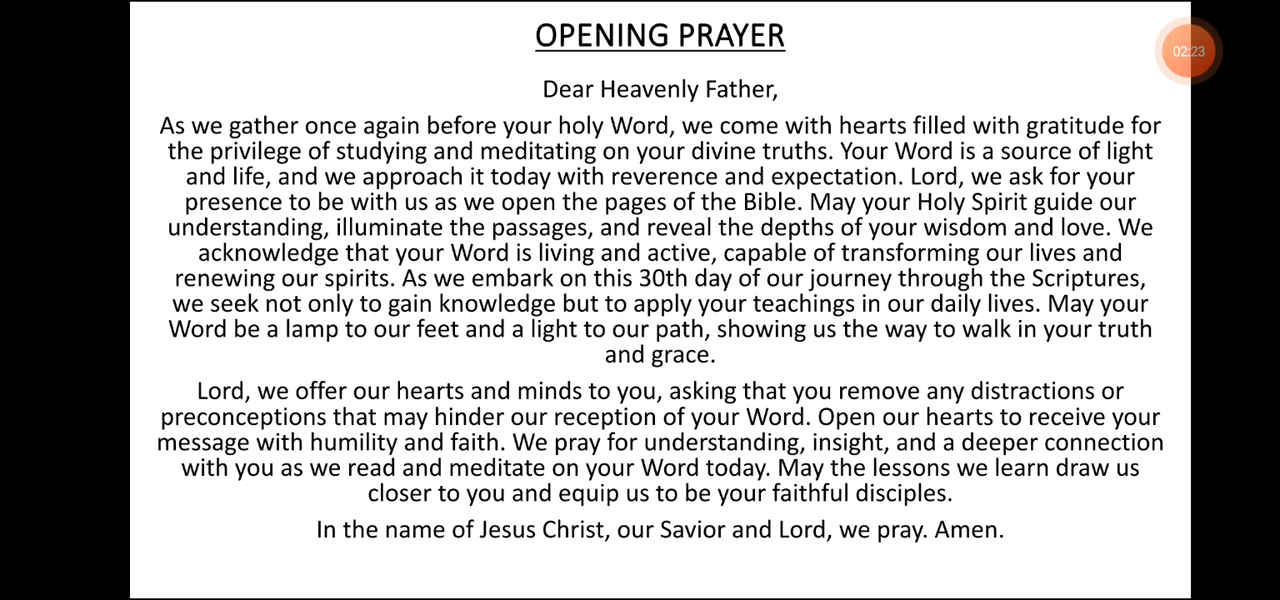 OPENING PRAYER
02:23
Dear Heavenly Father,
As we gather once again before your holy Word, we come with hearts filled with gratitude for
the privilege of studying and meditating on your divine truths. Your Word is a source of light
and life, and we approach it today with reverence and expectation. Lord, we ask for your
presence to be with us as we open the pages of the Bible. May your Holy Spirit guide our
understanding, illuminate the passages, and reveal the depths of your wisdom and love. We
acknowledge that your Word is living and active, capable of transforming our lives and
renewing our spirits. As we embark on this 30th day of our journey through the Scriptures,
we seek not only to gain knowledge but to apply your teachings in our daily lives. May your
Word be a lamp to our feet and a light to our path, showing us the way to walk in your truth
and grace.
Lord, we offer our hearts and minds to you, asking that you remove any distractions or
preconceptions that may hinder our reception of your Word. Open our hearts to receive your
message with humility and faith. We pray for understanding, insight, and a deeper connection
with you as we read and meditate on your Word today. May the lessons we learn draw us
closer to you and equip us to be your faithful disciples.
In the name of Jesus Christ, our Savior and Lord, we pray. Amen.